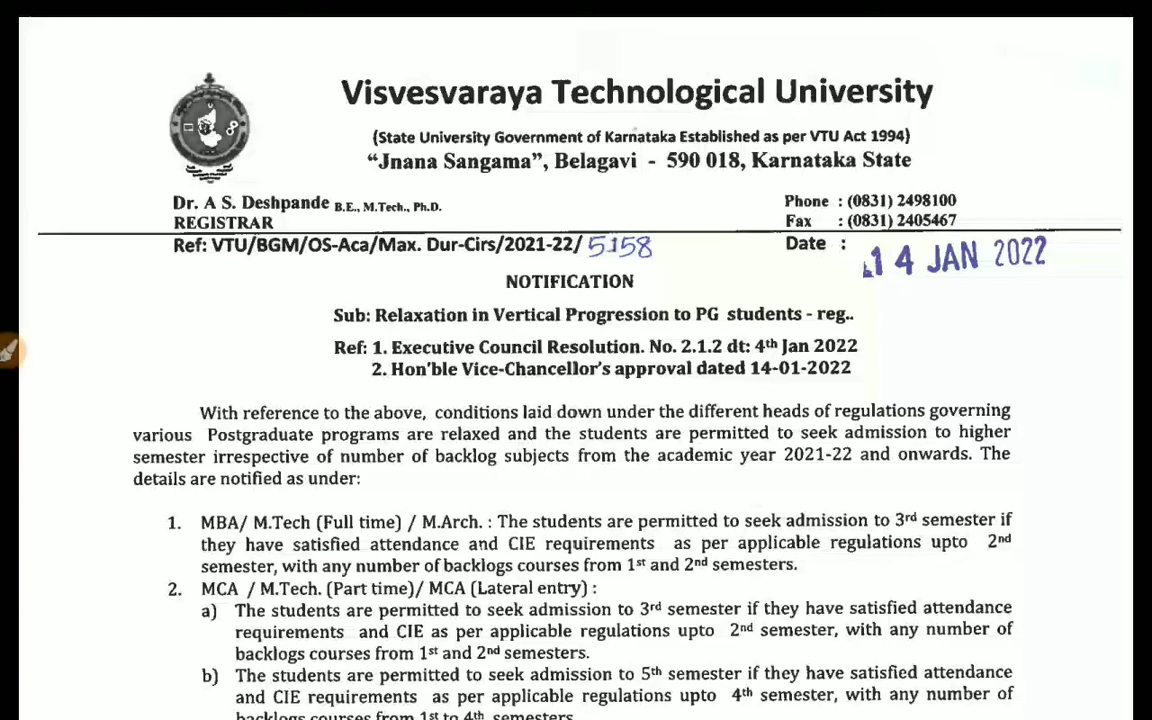 Visvesvaraya Technological University
(State University Government of Karnataka Established as per VTU Act 1994)
“Jnana Sangama”, Belagavi - 590 018, Karnataka State
Dr. A S. Deshpande B.E., M.Tech., Ph.D.
REGISTRAR
Phone : (0831) 2498100
Fax : (0831) 2405467
Ref: VTU/BGM/OS-Aca/Max. Dur-Cirs/2021-22/ 5158
Date : 14 JAN 2022
NOTIFICATION
Sub: Relaxation in Vertical Progression to PG students - reg..
Ref: 1. Executive Council Resolution. No. 2.1.2 dt: 4th Jan 2022
2. Hon'ble Vice-Chancellor's approval dated 14-01-2022
With reference to the above, conditions laid down under the different heads of regulations governing
various Postgraduate programs are relaxed and the students are permitted to seek admission to higher
semester irrespective of number of backlog subjects from the academic year 2021-22 and onwards. The
details are notified as under:
1. MBA/ M.Tech (Full time) / M.Arch. : The students are permitted to seek admission to 3rd semester if
they have satisfied attendance and CIE requirements as per applicable regulations upto 2nd
semester, with any number of backlogs courses from 1st and 2nd semesters.
2. MCA / M.Tech. (Part time)/ MCA (Lateral entry) :
a) The students are permitted to seek admission to 3rd semester if they have satisfied attendance
requirements and CIE as per applicable regulations upto 2nd semester, with any number of
backlogs courses from 1st and 2nd semesters.
b) The students are permitted to seek admission to 5th semester if they have satisfied attendance
and CIE requirements as per applicable regulations upto 4th semester, with any number of
backlogs courses from 1st to 4th semesters